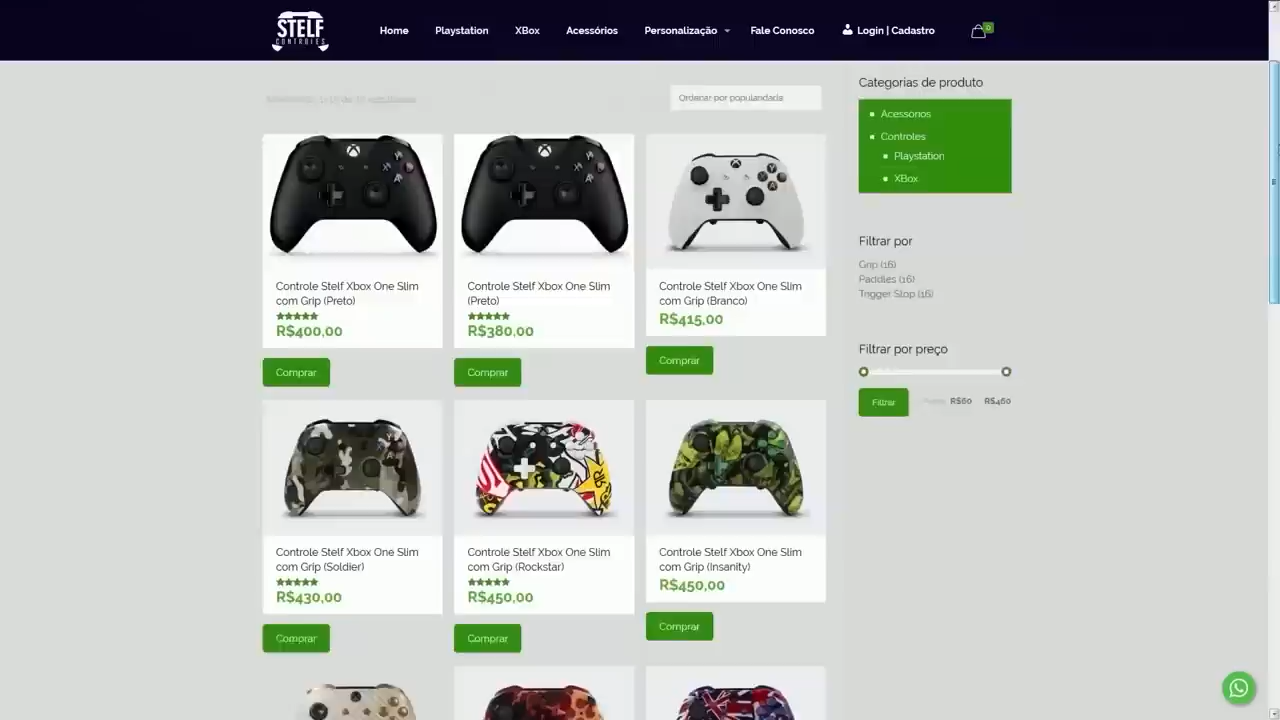 STELF
CONTROLES
Home
Playstation
XBox
Acessórios
Personalização
Fale Conosco
Login | Cadastro
0
Ordenar por popularidade
Categorias de produto
Acessórios
Controles
Playstation
XBox
Filtrar por
Grip (16)
Paddles (16)
Trigger Stop (16)
Filtrar por preço
Filtrar
R$60
R$460
Controle Stelf Xbox One Slim
com Grip (Preto)
R$400,00
Comprar
Controle Stelf Xbox One Slim
(Preto)
R$380,00
Comprar
Controle Stelf Xbox One Slim
com Grip (Branco)
R$415,00
Comprar
Controle Stelf Xbox One Slim
com Grip (Soldier)
R$430,00
Comprar
Controle Stelf Xbox One Slim
com Grip (Rockstar)
R$450,00
Comprar
Controle Stelf Xbox One Slim
com Grip (Insanity)
R$450,00
Comprar